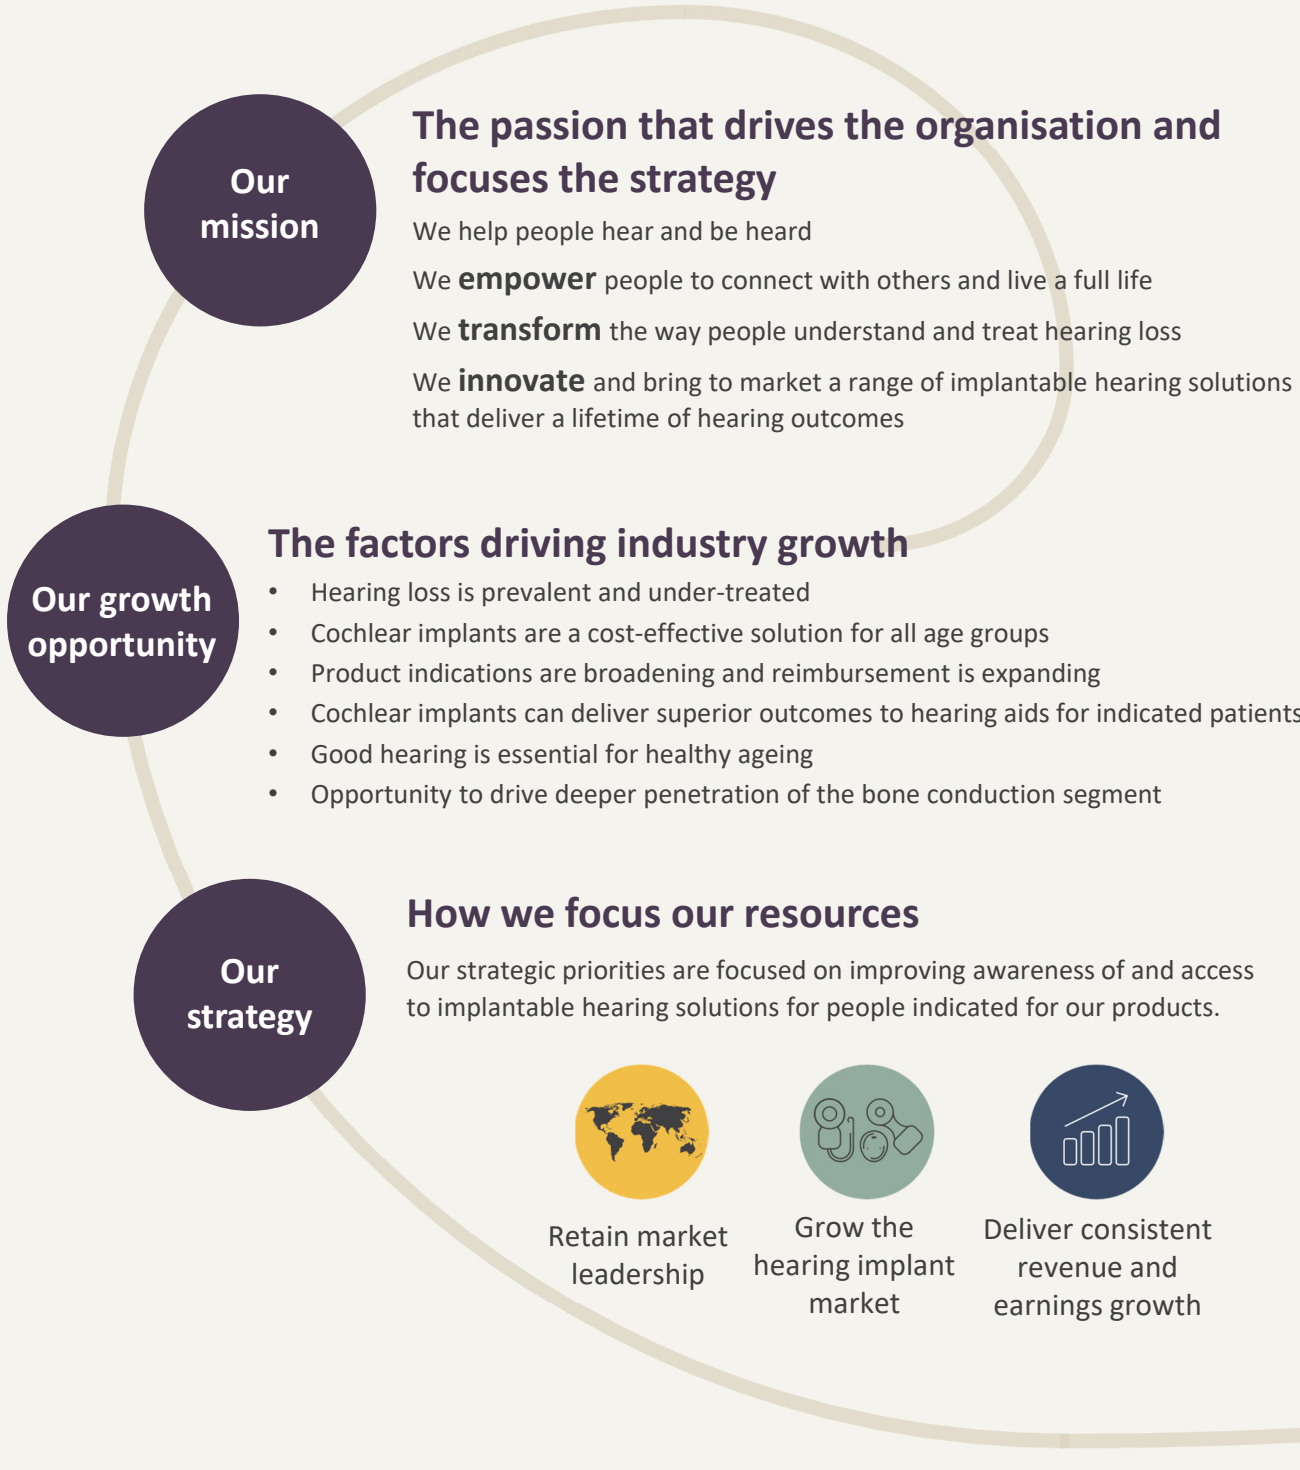 Our
mission
The passion that drives the organisation and
focuses the strategy
We help people hear and be heard
We empower people to connect with others and live a full life
We transform the way people understand and treat hearing loss
We innovate and bring to market a range of implantable hearing solutions
that deliver a lifetime of hearing outcomes
Our growth
opportunity
The factors driving industry growth
• Hearing loss is prevalent and under-treated
• Cochlear implants are a cost-effective solution for all age groups
• Product indications are broadening and reimbursement is expanding
• Cochlear implants can deliver superior outcomes to hearing aids for indicated patients
• Good hearing is essential for healthy ageing
• Opportunity to drive deeper penetration of the bone conduction segment
Our
strategy
How we focus our resources
Our strategic priorities are focused on improving awareness of and access
to implantable hearing solutions for people indicated for our products.
Retain market
leadership
Grow the
hearing implant
market
Deliver consistent
revenue and
earnings growth